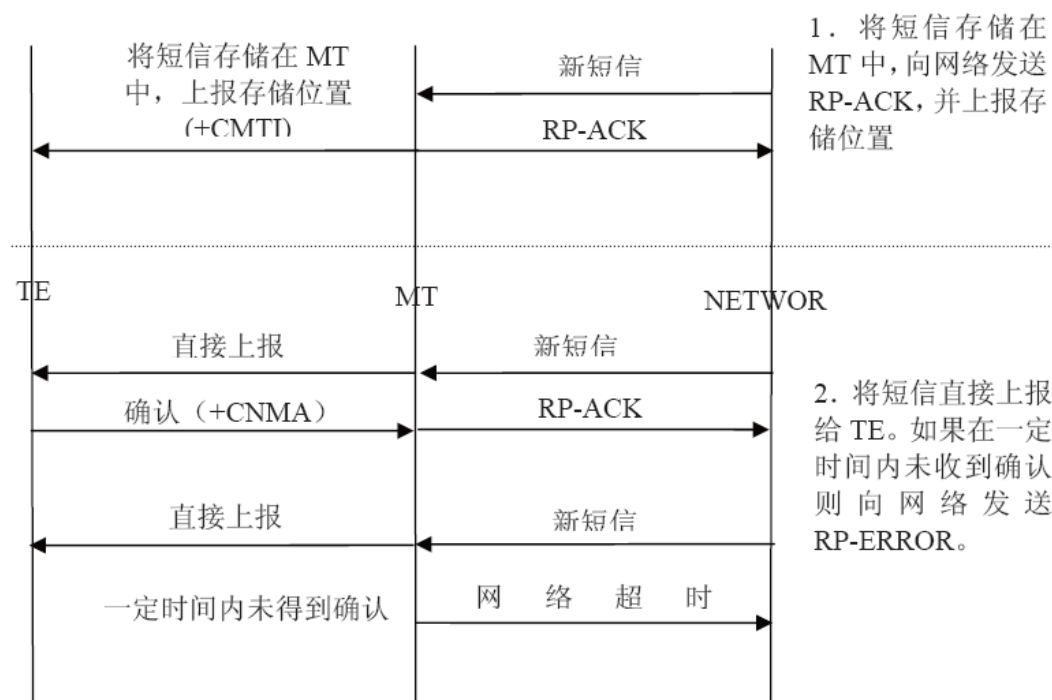 将短信存储在 MT
中，上报存储位置
(+CMTI)
新短信
RP-ACK
1．将短信存储在
MT 中，向网络发送
RP-ACK，并上报存
储位置
TE
MT
NETWOR
直接上报
新短信
确认（+CNMA）
RP-ACK
2．将短信直接上报
给 TE。如果在一定
时间内未收到确认
则向网络发送
RP-ERROR。
直接上报
新短信
一定时间内未得到确认
网络超时